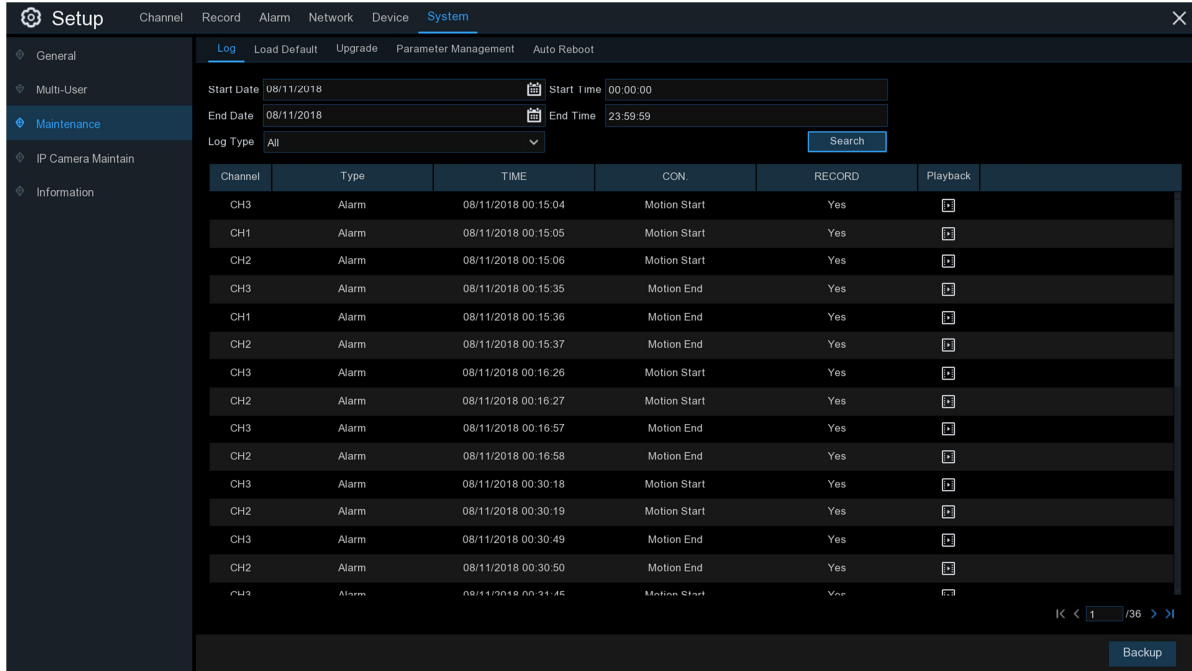 Setup Channel Record Alarm Network Device System
General
Multi-User
Maintenance
IP Camera Maintain
Information
Log Load Default Upgrade Parameter Management Auto Reboot
Start Date 08/11/2018 Start Time 00:00:00
End Date 08/11/2018 End Time 23:59:59
Log Type All Search
Channel Type TIME CON. RECORD Playback
CH3 Alarm 08/11/2018 00:15:04 Motion Start Yes
CH1 Alarm 08/11/2018 00:15:05 Motion Start Yes
CH2 Alarm 08/11/2018 00:15:06 Motion Start Yes
CH3 Alarm 08/11/2018 00:15:35 Motion End Yes
CH1 Alarm 08/11/2018 00:15:36 Motion End Yes
CH2 Alarm 08/11/2018 00:15:37 Motion End Yes
CH3 Alarm 08/11/2018 00:16:26 Motion Start Yes
CH2 Alarm 08/11/2018 00:16:27 Motion Start Yes
CH3 Alarm 08/11/2018 00:16:57 Motion End Yes
CH2 Alarm 08/11/2018 00:16:58 Motion End Yes
CH3 Alarm 08/11/2018 00:30:18 Motion Start Yes
CH2 Alarm 08/11/2018 00:30:19 Motion Start Yes
CH3 Alarm 08/11/2018 00:30:49 Motion End Yes
CH2 Alarm 08/11/2018 00:30:50 Motion End Yes
CH3 Alarm 08/11/2018 00:31:45 Motion Start Yes
1 /36
Backup